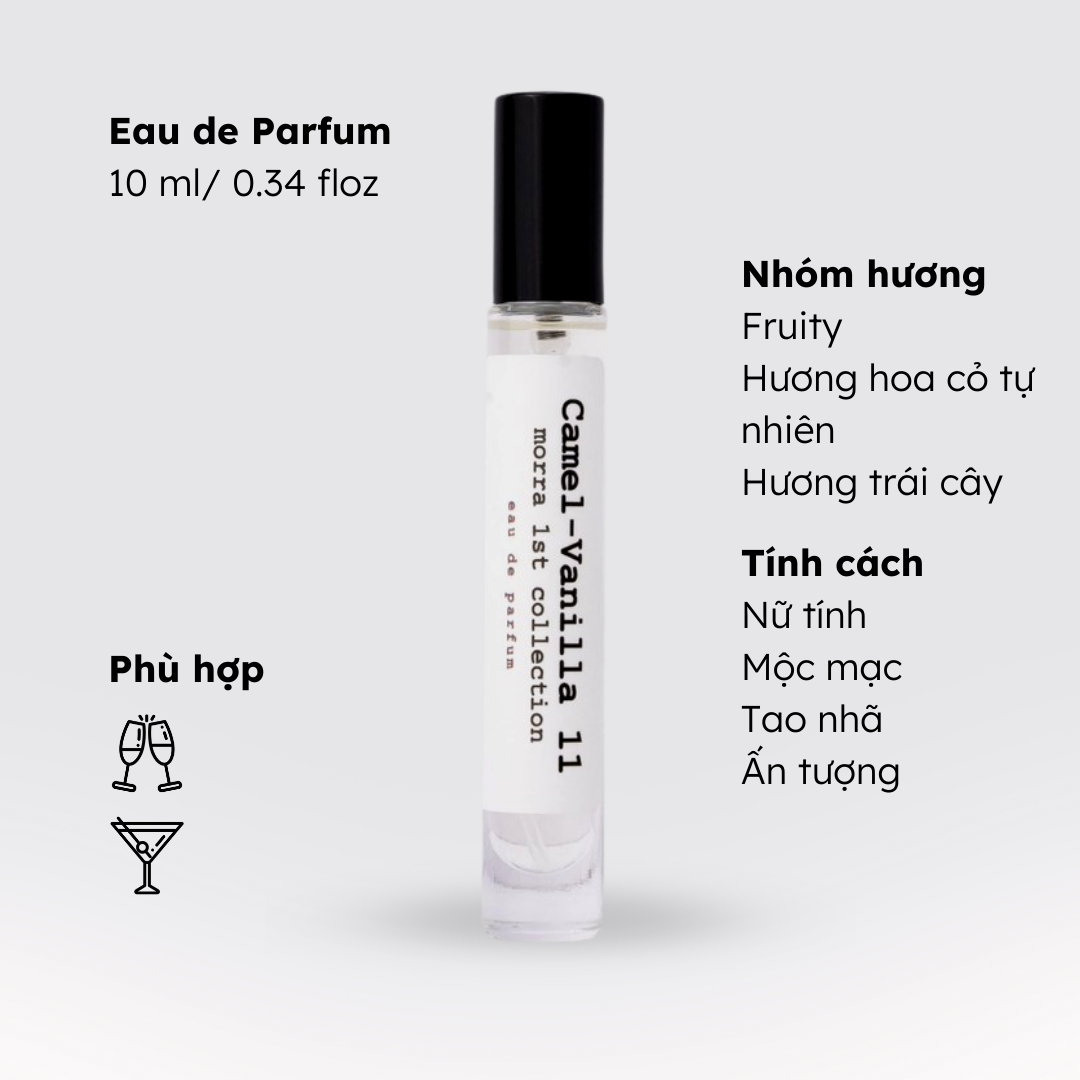 Eau de Parfum
10 ml/ 0.34 floz
Nhóm hương
Fruity
Hương hoa cỏ tự
nhiên
Hương trái cây
Tính cách
Nữ tính
Mộc mạc
Tao nhã
Ấn tượng
Phù hợp
Camel-Vanilla 11
morra 1st collection
eau de parfum